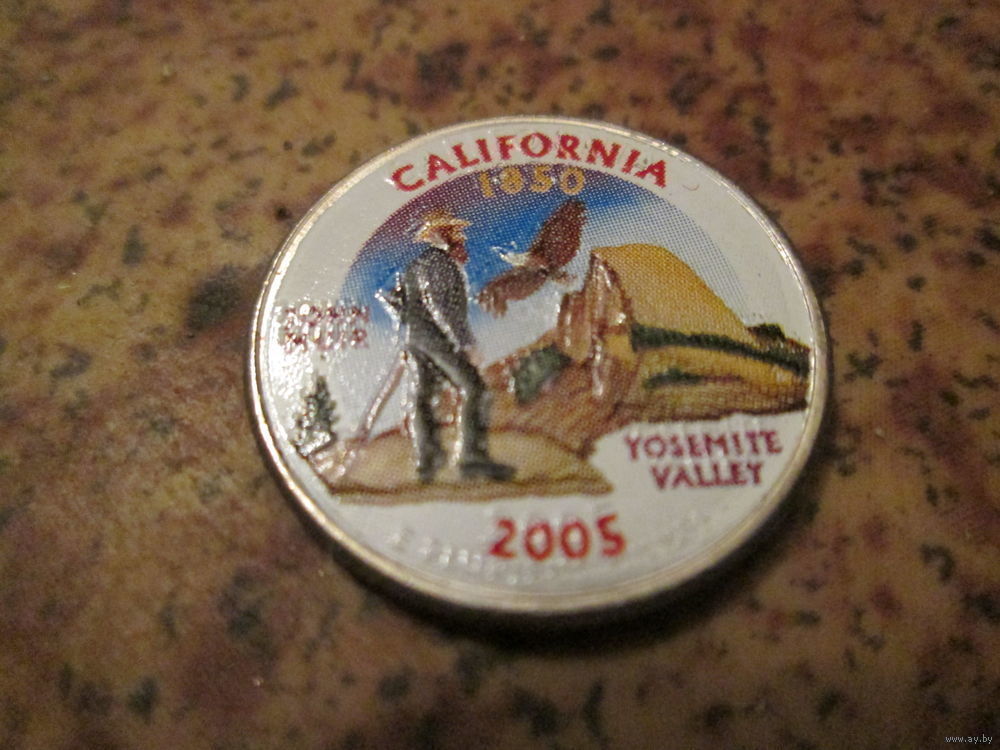 CALIFORNIA
1850
JOHN
MUIR
YOSEMITE
VALLEY
2005
www.ay.by